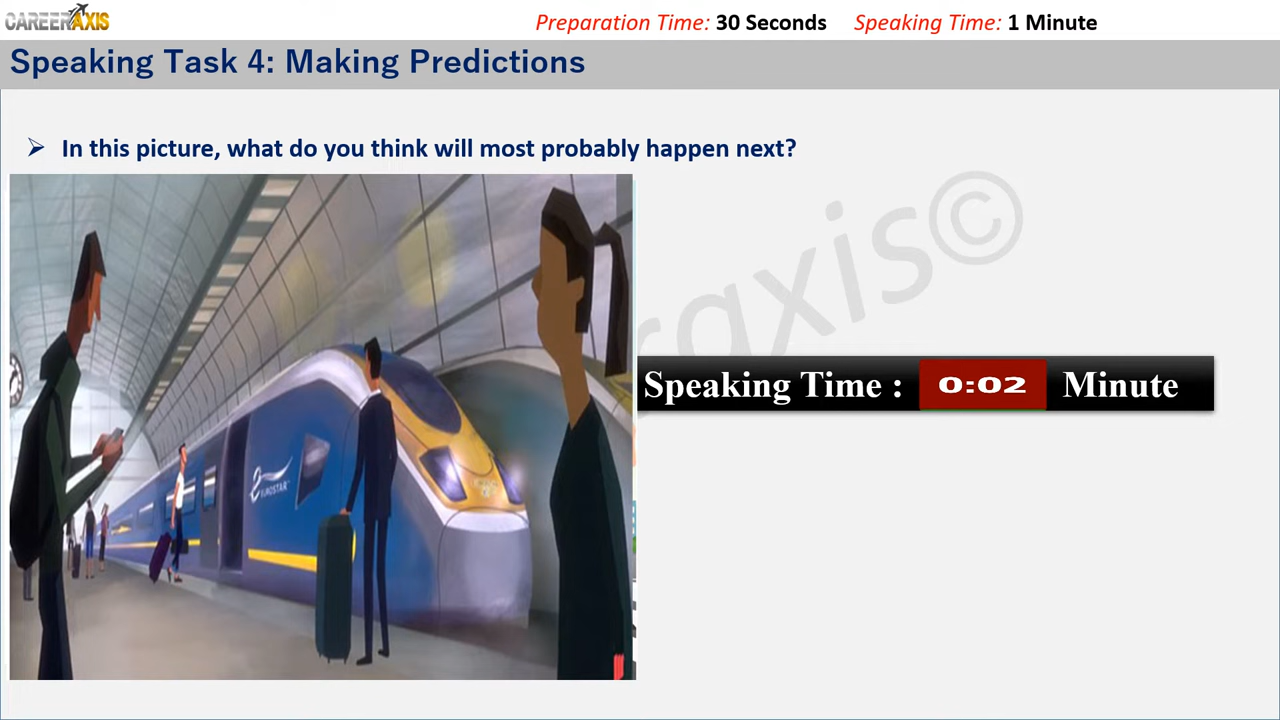 CAREERAXIS
Preparation Time: 30 Seconds Speaking Time: 1 Minute
Speaking Task 4: Making Predictions
In this picture, what do you think will most probably happen next?
raxis©
Speaking Time : 0:02 Minute
EUROSTAR